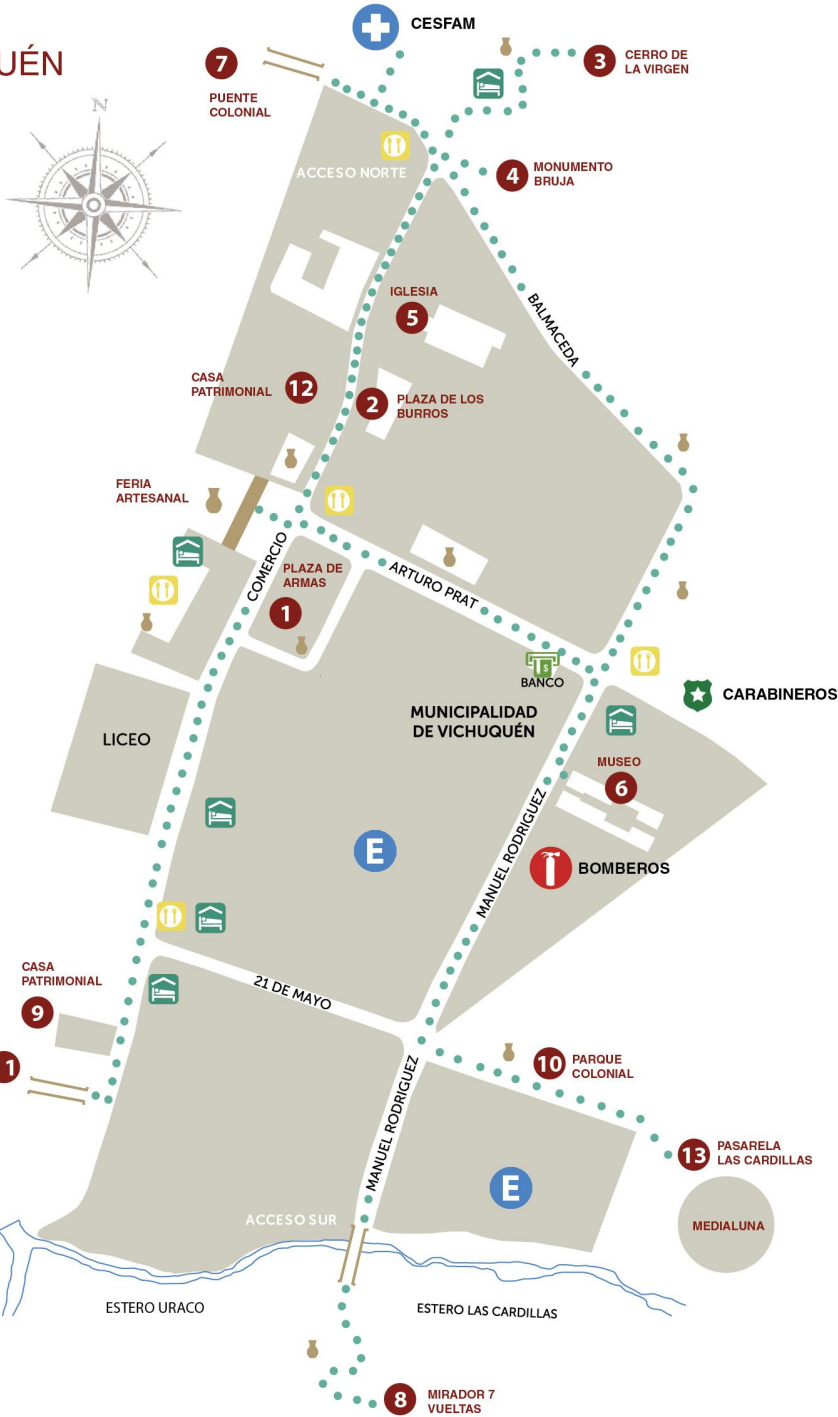 CESFAM
UÉN
7
PUENTE
COLONIAL
3
CERRO DE
LA VIRGEN
N
ACCESO NORTE
4
MONUMENTO
BRUJA
IGLESIA
5
BALMACEDA
CASA
PATRIMONIAL
12
2
PLAZA DE LOS
BURROS
FERIA
ARTESANAL
COMERCIO
PLAZA DE
ARMAS
1
ARTURO PRAT
$
BANCO
CARABINEROS
MUNICIPALIDAD
DE VICHUQUÉN
LICEO
MUSEO
6
MANUEL RODRIGUEZ
E
BOMBEROS
CASA
PATRIMONIAL
9
21 DE MAYO
1
10
PARQUE
COLONIAL
MANUEL RODRIGUEZ
13
PASARELA
LAS CARDILLAS
E
ACCESO SUR
MEDIALUNA
ESTERO URACO
ESTERO LAS CARDILLAS
8
MIRADOR 7
VUELTAS